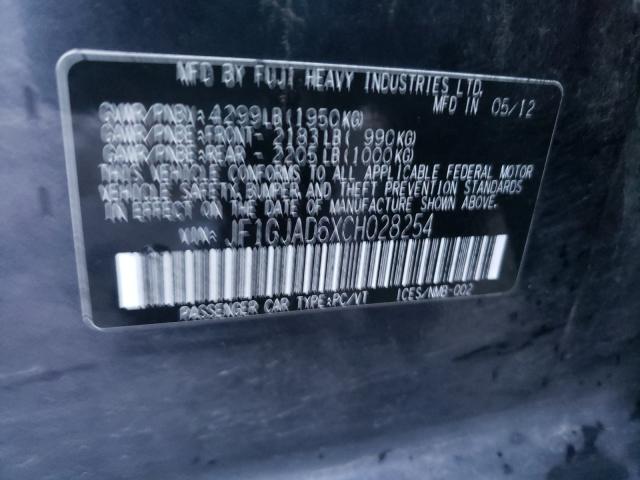 MFD BY FUJI HEAVY INDUSTRIES LTD.
MFD IN 05/12
GVWR/PNBV:4299LB(1950KG)
GAWR/PNBE:FRONT- 2183LB( 990KG)
GAWR/PNBE:REAR - 2205LB(1000KG)
THIS VEHICLE CONFORMS TO ALL APPLICABLE FEDERAL MOTOR
VEHICLE SAFETY,BUMPER AND THEFT PREVENTION STANDARDS
IN EFFECT ON THE DATE OF MANUFACTURE SHOWN ABOVE.
VIN: JF1GJAD6XCH028254
PASSENGER CAR TYPE:PC/VT ICES/NMB-002